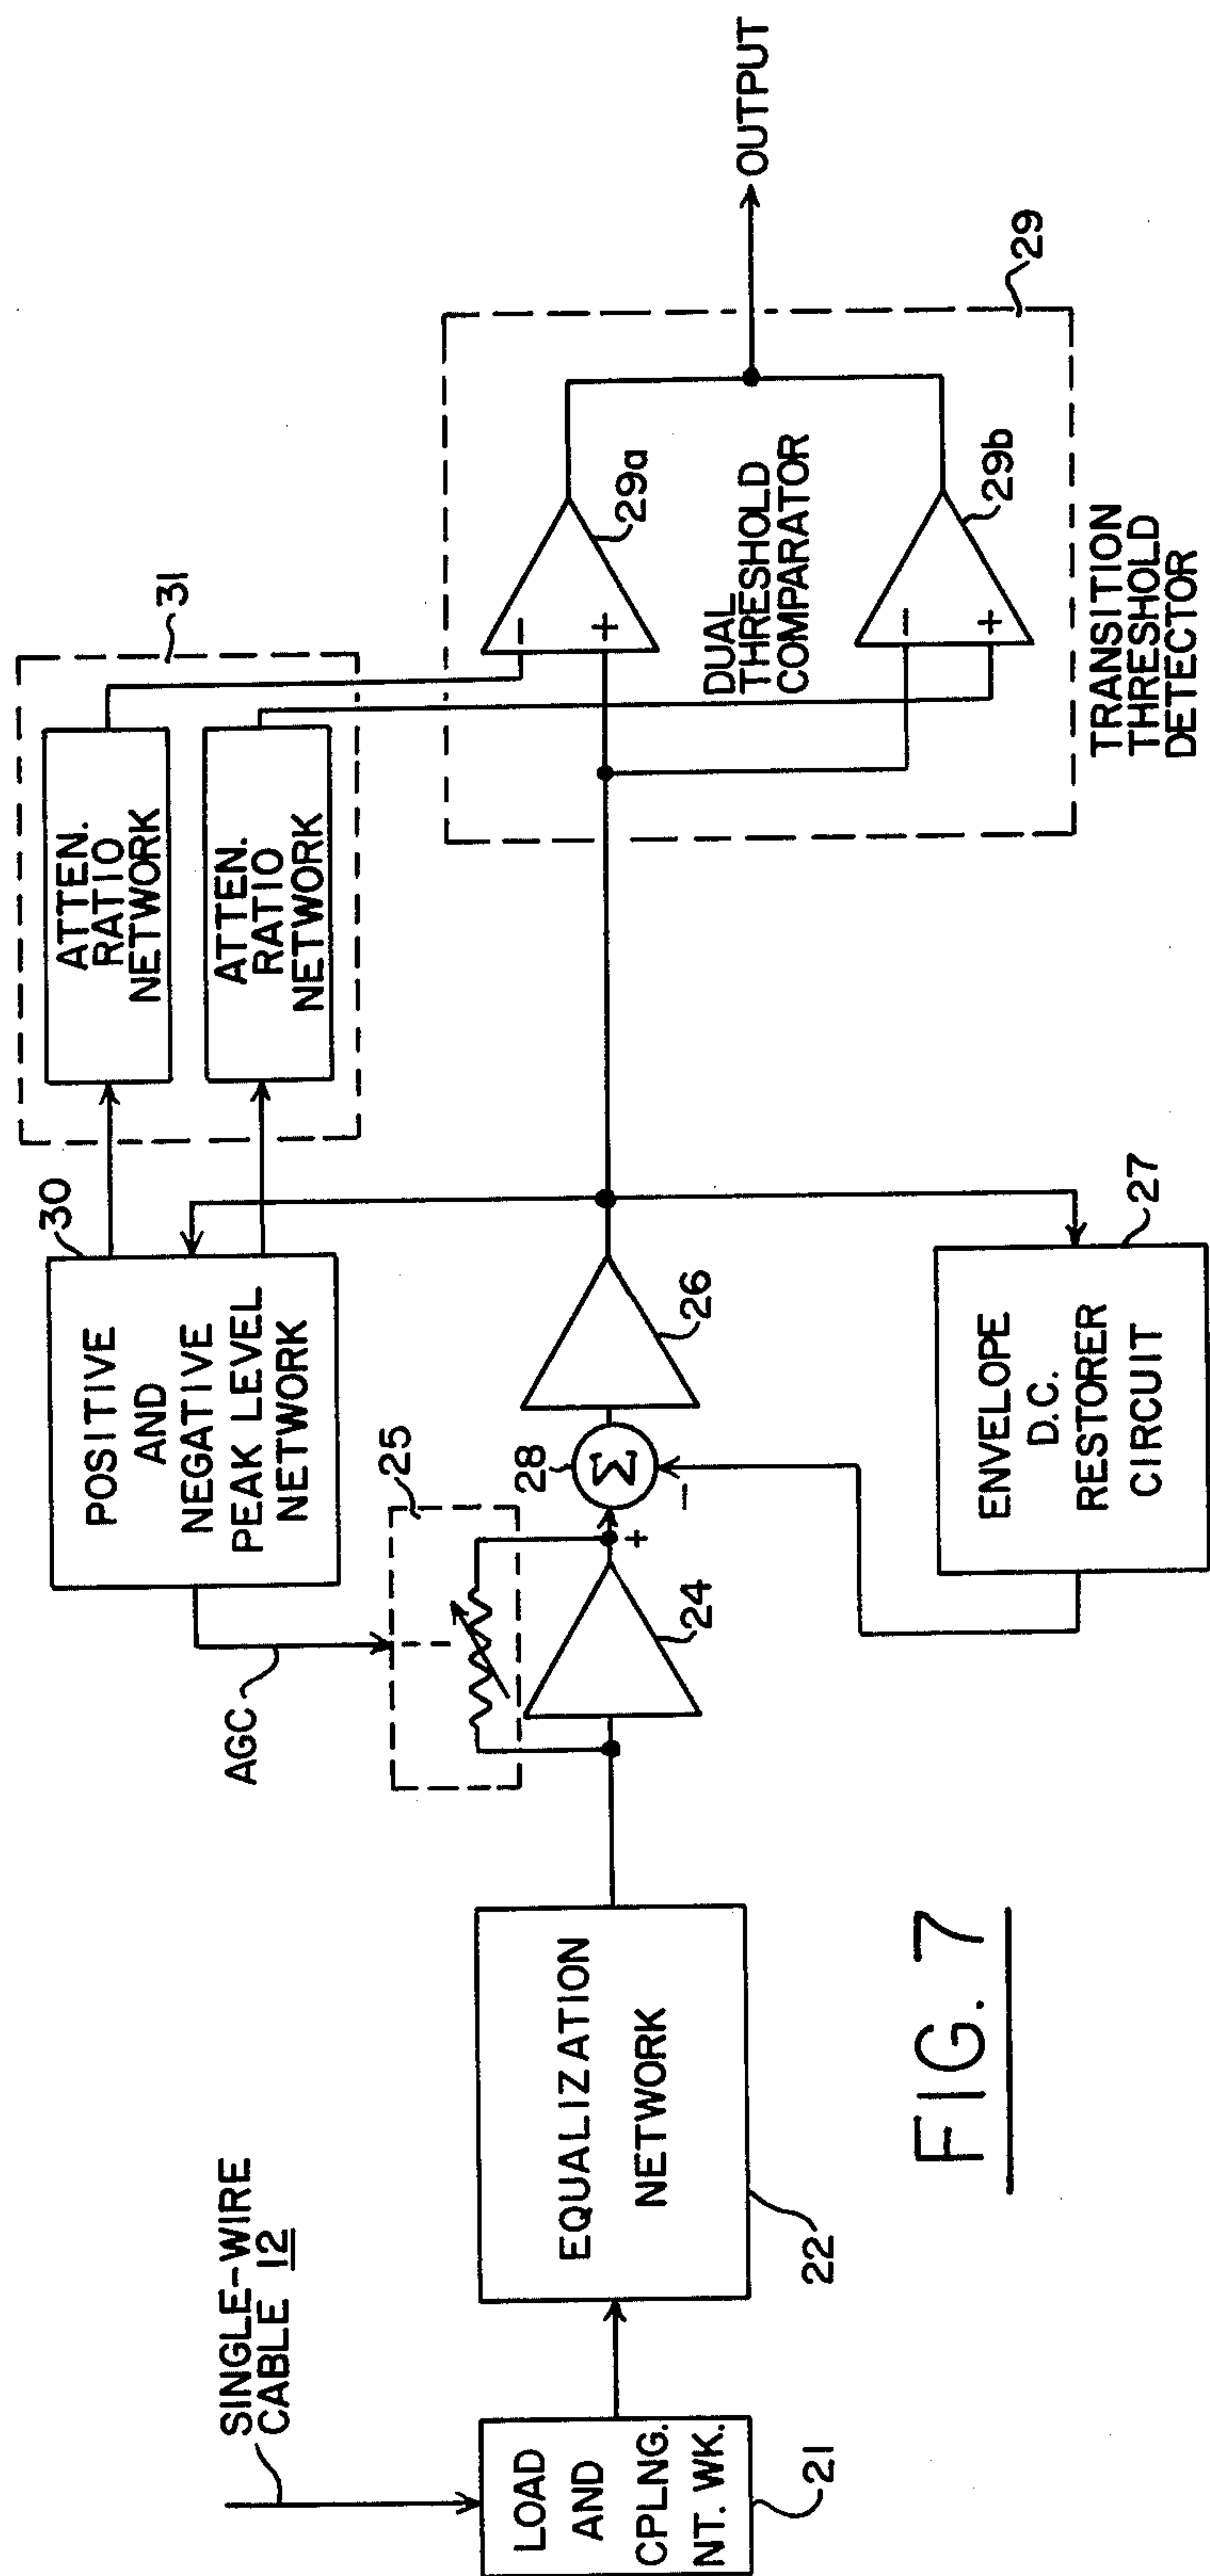 SINGLE-WIRE
CABLE 12
LOAD
AND
CPLNG.
NT. WK.
21
EQUALIZATION
NETWORK
22
AGC
25
24
+
28
Σ
−
26
30
POSITIVE
AND
NEGATIVE
PEAK LEVEL
NETWORK
ENVELOPE
D.C.
RESTORER
CIRCUIT
27
31
ATTEN.
RATIO
NETWORK
ATTEN.
RATIO
NETWORK
−
+
29a
DUAL
THRESHOLD
COMPARATOR
−
+
29b
29
TRANSITION
THRESHOLD
DETECTOR
OUTPUT
FIG. 7